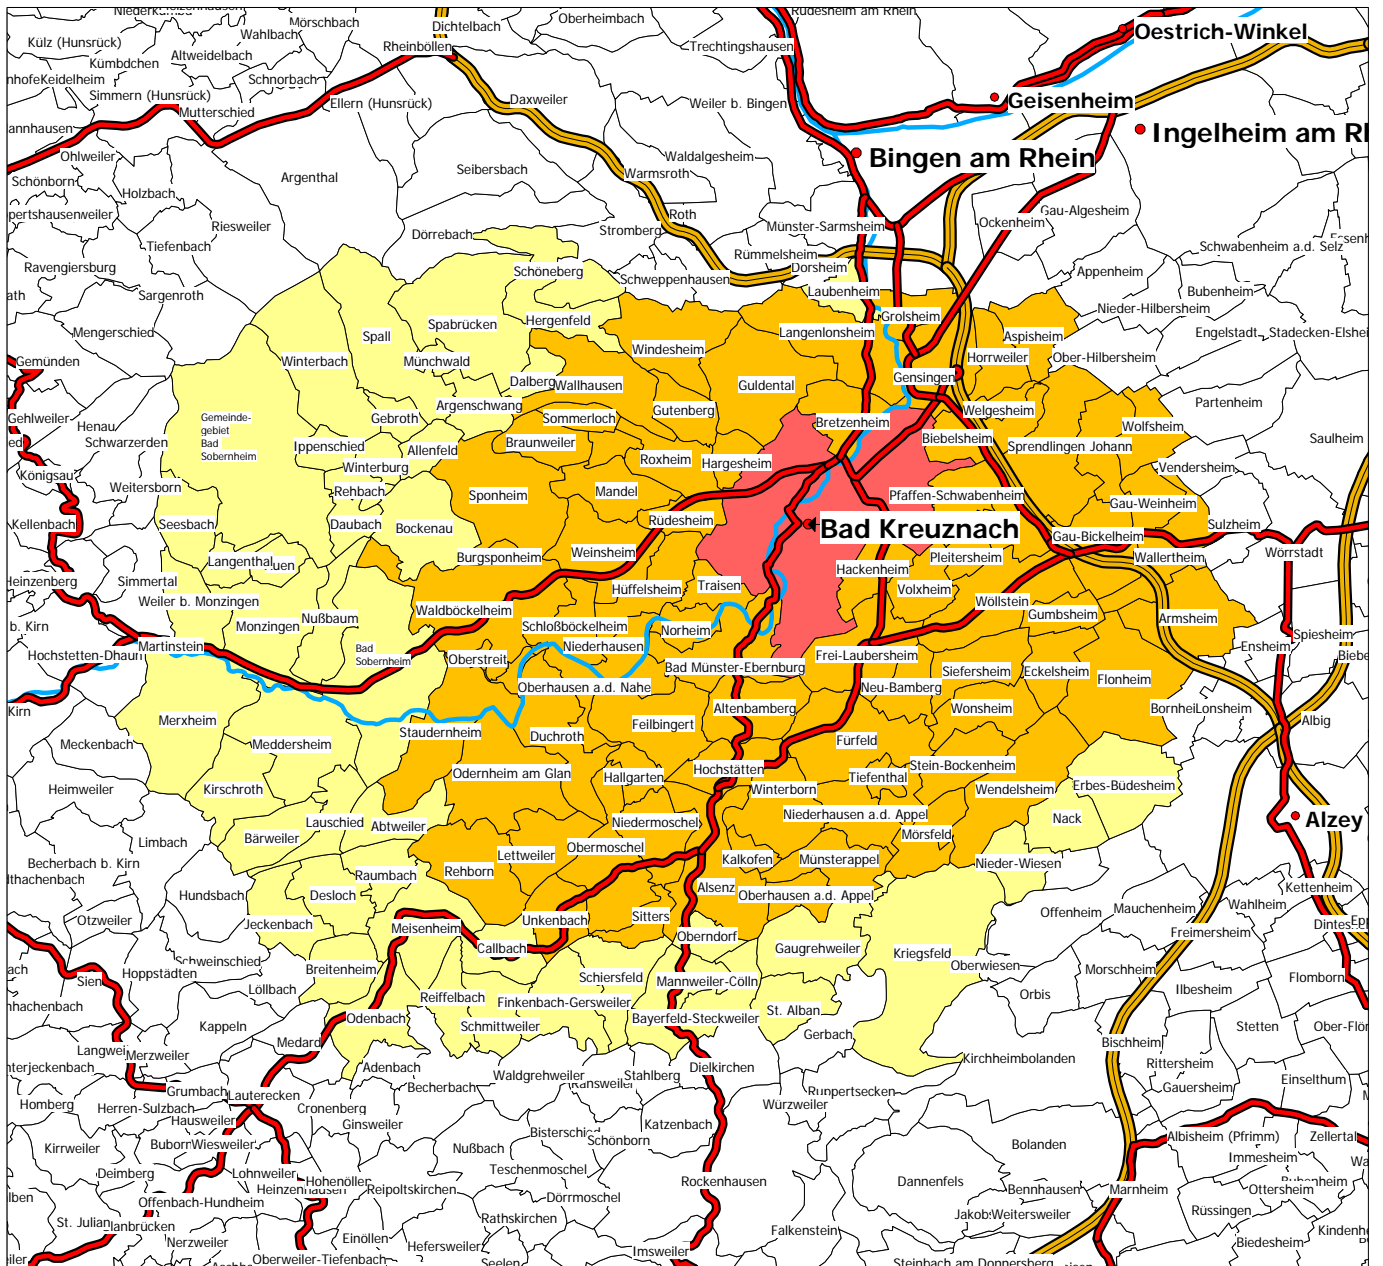 Mörschbach
Dichtelbach
Oberheimbach
Rüdesheim am Rhein
Külz (Hunsrück)
Wahlbach
Oestrich-Winkel
Altweidelbach
Rheinböllen
Trechtingshausen
Kümbdchen
Keidelheim
Schnorbach
Simmern (Hunsrück)
Ellern (Hunsrück)
Daxweiler
Weiler b. Bingen
Geisenheim
Mutterschied
Ohlweiler
Bingen am Rhein
Waldalgesheim
Schönborn
Holzbach
Argenthal
Seibersbach
Warmsroth
Riesweiler
Roth
Gau-Algesheim
Ockenheim
Stromberg
Münster-Sarmsheim
Tiefenbach
Dörrebach
Rümmelsheim
Schwabenheim a.d. Selz
Ravengiersburg
Schöneberg
Schweppenhausen
Dorsheim
Appenheim
Sargenroth
Laubenheim
Bubenheim
Nieder-Hilbersheim
Mengerschied
Spall
Spabrücken
Hergenfeld
Langenlonsheim
Grolsheim
Aspisheim
Engelstadt
Gemünden
Winterbach
Münchwald
Windesheim
Horrweiler
Ober-Hilbersheim
Dalberg
Wallhausen
Guldental
Gensingen
Partenheim
Gehlweiler
Henau
Gemeinde-
gebiet
Bad
Sobernheim
Gebroth
Argenschwang
Sommerloch
Gutenberg
Bretzenheim
Welgesheim
Wolfsheim
Schwarzerden
Ippenschied
Allenfeld
Braunweiler
Biebelsheim
Sprendlingen
Johann
Saulheim
Königsau
Winterburg
Roxheim
Hargesheim
Vendersheim
Weitersborn
Rehbach
Sponheim
Mandel
Pfaffen-Schwabenheim
Gau-Weinheim
Kellenbach
Seesbach
Daubach
Bockenau
Rüdesheim
Bad Kreuznach
Sulzheim
Gau-Bickelheim
Langenthal
Burgsponheim
Weinsheim
Pleitersheim
Wallertheim
Wörrstadt
Heinzenberg
Simmertal
Hüffelsheim
Traisen
Hackenheim
Volxheim
Weiler b. Monzingen
Nußbaum
Waldböckelheim
Wöllstein
Gumbsheim
Armsheim
b. Kirn
Monzingen
Schloßböckelheim
Norheim
Spiesheim
Hochstetten-Dhaun
Martinstein
Bad
Sobernheim
Oberstreit
Niederhausen
Bad Münster-Ebernburg
Frei-Laubersheim
Ensheim
Siefersheim
Eckelsheim
Flonheim
Oberhausen a.d. Nahe
Neu-Bamberg
Kirn
Merxheim
Altenbamberg
Wonsheim
Lonsheim
Feilbingert
Albig
Meckenbach
Meddersheim
Staudernheim
Duchroth
Fürfeld
Odernheim am Glan
Hallgarten
Hochstätten
Tiefenthal
Stein-Bockenheim
Heimweiler
Kirschroth
Winterborn
Wendelsheim
Erbes-Büdesheim
Lauschied
Abtweiler
Niedermoschel
Niederhausen a.d. Appel
Nack
Alzey
Limbach
Bärweiler
Obermoschel
Mörsfeld
Becherbach b. Kirn
Lettweiler
Kalkofen
Münsterappel
Nieder-Wiesen
Raumbach
Rehborn
Hundsbach
Desloch
Alsenz
Oberhausen a.d. Appel
Kettenheim
Otzweiler
Jeckenbach
Meisenheim
Unkenbach
Sitters
Offenheim
Mauchenheim
Wahlheim
Oberndorf
Freimersheim
Callbach
Gaugrehweiler
Kriegsfeld
Hoppstädten
Breitenheim
Schiersfeld
Oberwiesen
Morschheim
Sien
Mannweiler-Cölln
Flomborn
Löllbach
Reiffelbach
Finkenbach-Gersweiler
Orbis
Ilbesheim
St. Alban
Kappeln
Odenbach
Schmittweiler
Bayerfeld-Steckweiler
Gerbach
Stetten
Medard
Bischheim
Merzweiler
Kirchheimbolanden
Rittersheim
Adenbach
Waldgrehweiler
Stahlberg
Dielkirchen
Grumbach
Lauterecken
Becherbach
Ruppertsecken
Gauersheim
Einselthum
Homberg
Herren-Sulzbach
Cronenberg
Würzweiler
Hausweiler
Ginsweiler
Katzenbach
Kirrweiler
Buborn
Wiesweiler
Nußbach
Schönborn
Bolanden
Albisheim (Pfrimm)
Zellertal
Deimberg
Lohnweiler
Teschenmoschel
Immesheim
Hohenöllen
Reipoltskirchen
Rockenhausen
Dannenfels
Bennhausen
Marnheim
Ottersheim
Offenbach-Hundheim
Dörrmoschel
Weitersweiler
Rüssingen
St. Julian
Rathskirchen
Falkenstein
Nerzweiler
Einöllen
Hefersweiler
Imsweiler
Biedesheim
Oberweiler-Tiefenbach
Seelen
Steinbach am Donnersberg